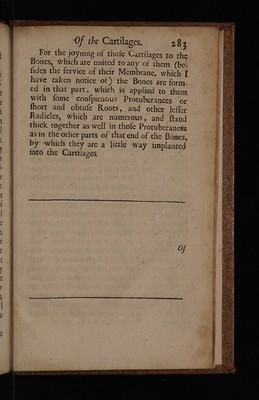 Of the Cartilages. 283
For the joyning of thoſe Cartilages to the
Bones, which are united to any of them (be-
ſides the ſervice of their Membrane, which I
have taken notice of) the Bones are form-
ed in that part, which is applied to them
with ſome conſpicuous Protuberances or
ſhort and obtuſe Roots, and other leſſer
Radicles, which are numerous, and ſtand
thick together as well in thoſe Protuberances
as in the other parts of that end of the Bones,
by which they are a little way implanted
into the Cartilages.
Of